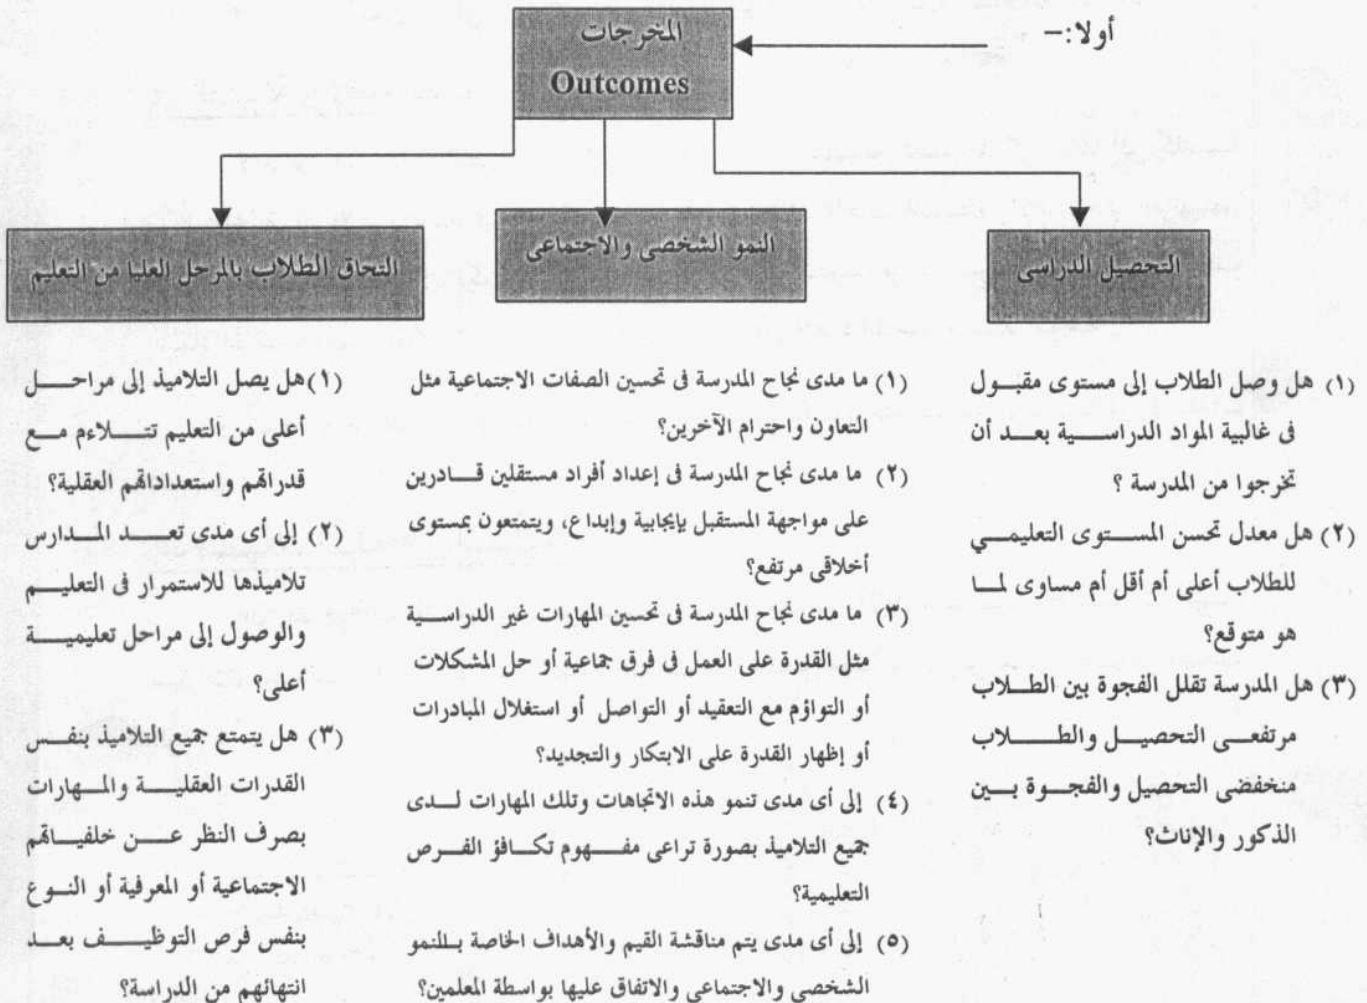 أولا:–
المخرجات
Outcomes
التحصيل الدراسى
النمو الشخصى والاجتماعى
التحاق الطلاب بالمرحل العليا من التعليم
(١) هل وصل الطلاب إلى مستوى مقبول
فى غالبية المواد الدراسية بعد أن
تخرجوا من المدرسة ؟
(٢) هل معدل تحسن المستوى التعليمي
للطلاب أعلى أم أقل أم مساوى لما
هو متوقع؟
(٣) هل المدرسة تقلل الفجوة بين الطلاب
مرتفعى التحصيل والطلاب
منخفضى التحصيل والفجوة بين
الذكور والإناث؟
(١) ما مدى نجاح المدرسة فى تحسين الصفات الاجتماعية مثل
التعاون واحترام الآخرين؟
(٢) ما مدى نجاح المدرسة فى إعداد أفراد مستقلين قادرين
على مواجهة المستقبل بإيجابية وإبداع، ويتمتعون بمستوى
أخلاقى مرتفع؟
(٣) ما مدى نجاح المدرسة فى تحسين المهارات غير الدراسية
مثل القدرة على العمل فى فرق جماعية أو حل المشكلات
أو التواؤم مع التعقيد أو التواصل أو استغلال المبادرات
أو إظهار القدرة على الابتكار والتجديد؟
(٤) إلى أى مدى تنمو هذه الاتجاهات وتلك المهارات لدى
جميع التلاميذ بصورة تراعى مفهوم تكافؤ الفرص
التعليمية؟
(٥) إلى أى مدى يتم مناقشة القيم والأهداف الخاصة بالنمو
الشخصى والاجتماعى والاتفاق عليها بواسطة المعلمين؟
(١) هل يصل التلاميذ إلى مراحل
أعلى من التعليم تتلاءم مع
قدراتهم واستعداداتهم العقلية؟
(٢) إلى أى مدى تعد المدارس
تلاميذها للاستمرار فى التعليم
والوصول إلى مراحل تعليمية
أعلى؟
(٣) هل يتمتع جميع التلاميذ بنفس
القدرات العقلية والمهارات
بصرف النظر عن خلفياتهم
الاجتماعية أو المعرفية أو النوع
بنفس فرص التوظيف بعد
انتهائهم من الدراسة؟